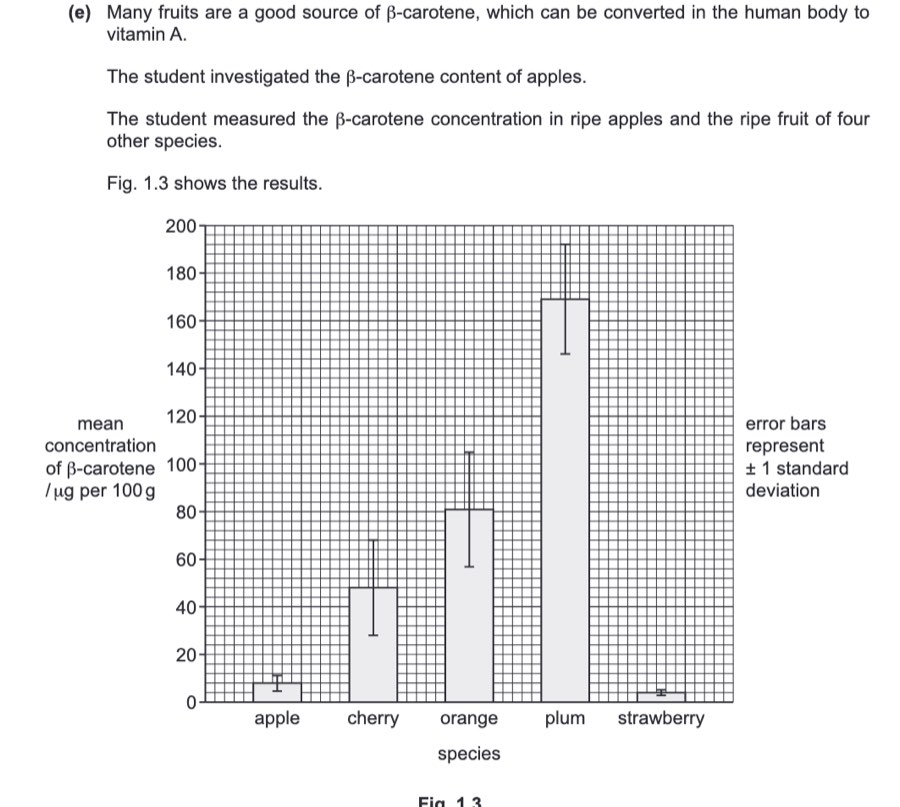 (e) Many fruits are a good source of β-carotene, which can be converted in the human body to
vitamin A.
The student investigated the β-carotene content of apples.
The student measured the β-carotene concentration in ripe apples and the ripe fruit of four
other species.
Fig. 1.3 shows the results.
200
180
160
140
120
100
80
60
40
20
0
mean
concentration
of β-carotene
/ μg per 100 g
error bars
represent
± 1 standard
deviation
apple cherry orange plum strawberry
species
Fig. 1.3